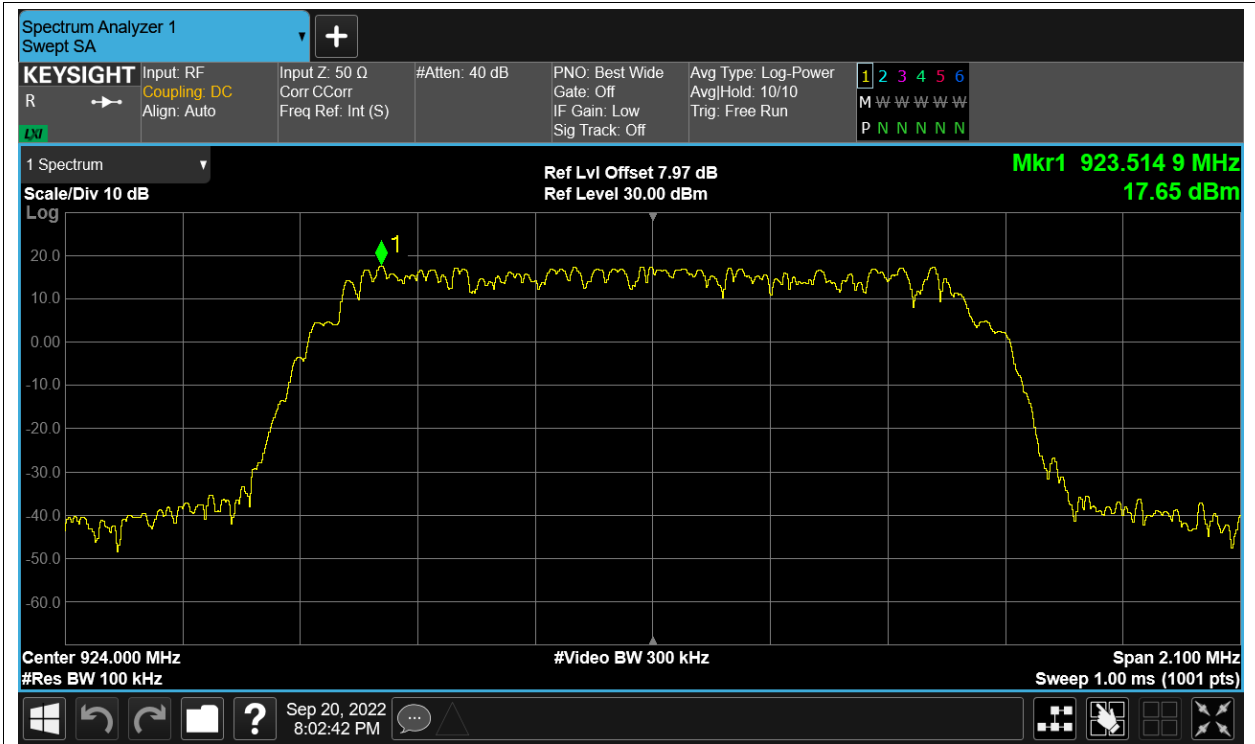 Spectrum Analyzer 1
Swept SA
+
KEYSIGHT
R
LXI
Input: RF
Coupling: DC
Align: Auto
Input Z: 50 Ω
Corr CCorr
Freq Ref: Int (S)
#Atten: 40 dB
PNO: Best Wide
Gate: Off
IF Gain: Low
Sig Track: Off
Avg Type: Log-Power
Avg|Hold: 10/10
Trig: Free Run
1 2 3 4 5 6
M W W W W W
P N N N N N
1 Spectrum
Scale/Div 10 dB
Log
Ref Lvl Offset 7.97 dB
Ref Level 30.00 dBm
Mkr1 923.514 9 MHz
17.65 dBm
1
20.0
10.0
0.00
-10.0
-20.0
-30.0
-40.0
-50.0
-60.0
Center 924.000 MHz
#Res BW 100 kHz
#Video BW 300 kHz
Span 2.100 MHz
Sweep 1.00 ms (1001 pts)
?
Sep 20, 2022
8:02:42 PM